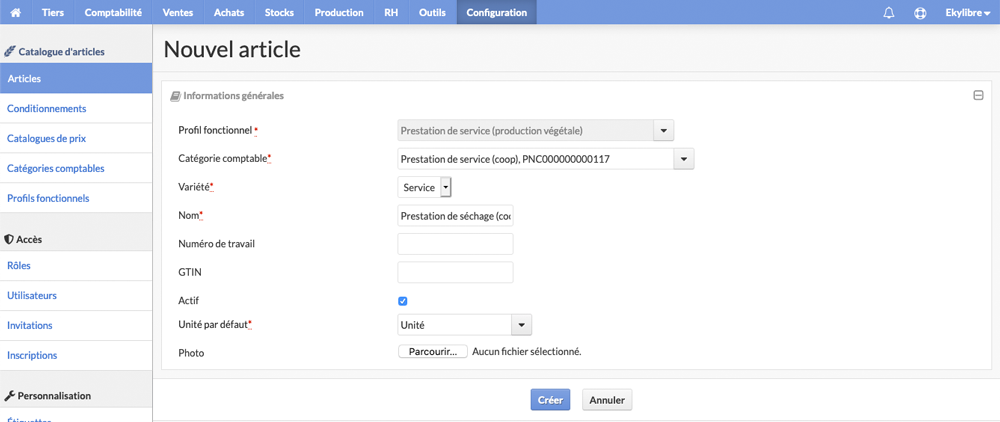 Tiers Comptabilité Ventes Achats Stocks Production RH Outils Configuration Ekylibre
Catalogue d'articles
Articles
Conditionnements
Catalogues de prix
Catégories comptables
Profils fonctionnels
Accès
Rôles
Utilisateurs
Invitations
Inscriptions
Personnalisation
Étiquettes
Nouvel article
Informations générales
Profil fonctionnel * Prestation de service (production végétale)
Catégorie comptable* Prestation de service (coop), PNC000000000117
Variété* Service
Nom* Prestation de séchage (coo
Numéro de travail
GTIN
Actif
Unité par défaut* Unité
Photo Parcourir... Aucun fichier sélectionné.
Créer Annuler